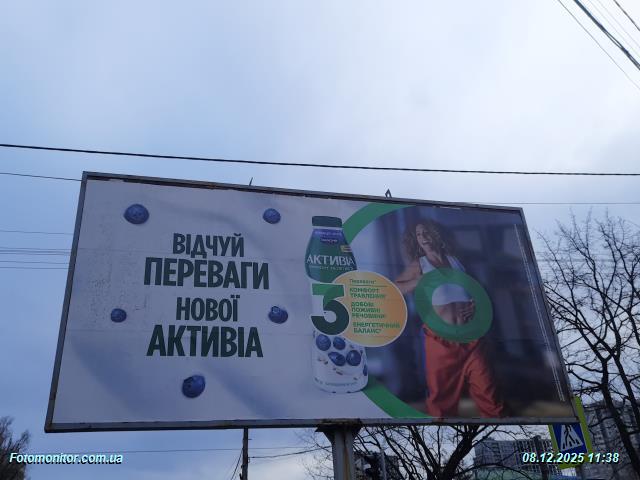 ВІДЧУЙ
ПЕРЕВАГИ
НОВОЇ
АКТИВІА
АКТИВІА
3
Переваги*
КОМФОРТ
ТРАВЛЕННЯ
ДОБОВІ
ПОЖИВНІ
РЕЧОВИНИ
ЕНЕРГЕТИЧНИЙ
БАЛАНС
Fotomonitor.com.ua
08.12.2025 11:38